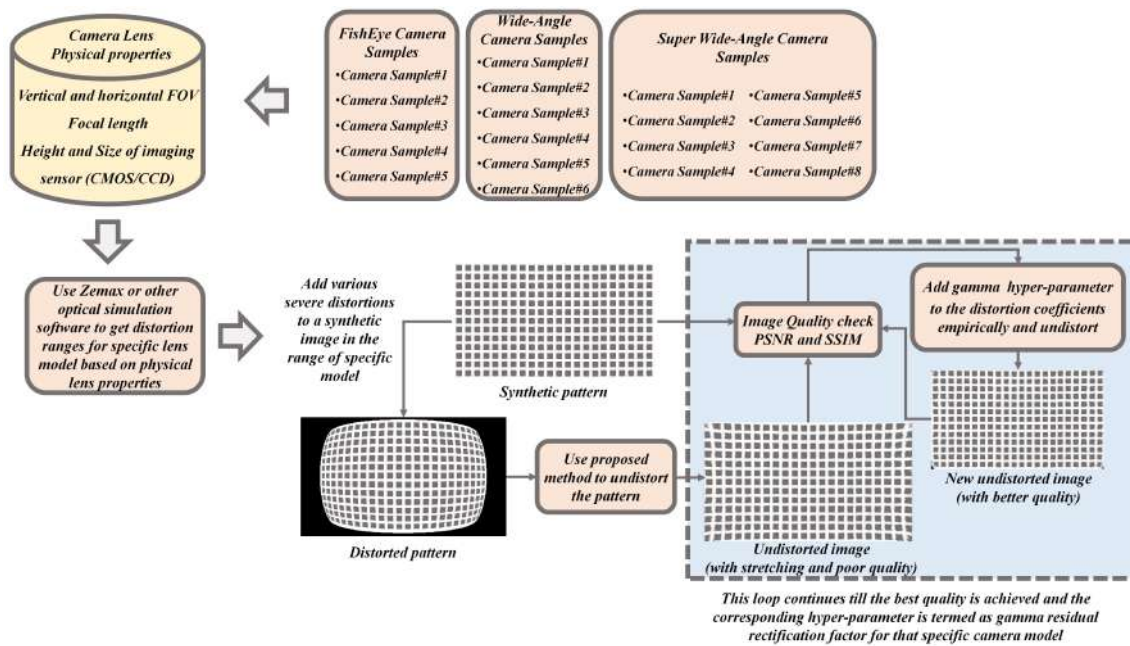 Camera Lens
Physical properties
Vertical and horizontal FOV
Focal length
Height and Size of imaging
sensor (CMOS/CCD)
FishEye Camera
Samples
•Camera Sample#1
•Camera Sample#2
•Camera Sample#3
•Camera Sample#4
•Camera Sample#5
Wide-Angle
Camera Samples
•Camera Sample#1
•Camera Sample#2
•Camera Sample#3
•Camera Sample#4
•Camera Sample#5
•Camera Sample#6
Super Wide-Angle Camera
Samples
•Camera Sample#1
•Camera Sample#2
•Camera Sample#3
•Camera Sample#4
•Camera Sample#5
•Camera Sample#6
•Camera Sample#7
•Camera Sample#8
Use Zemax or other
optical simulation
software to get distortion
ranges for specific lens
model based on physical
lens properties
Add various
severe distortions
to a synthetic
image in the
range of specific
model
Synthetic pattern
Distorted pattern
Use proposed
method to undistort
the pattern
Image Quality check
PSNR and SSIM
Add gamma hyper-parameter
to the distortion coefficients
empirically and undistort
New undistorted image
(with better quality)
Undistorted image
(with stretching and poor quality)
This loop continues till the best quality is achieved and the
corresponding hyper-parameter is termed as gamma residual
rectification factor for that specific camera model